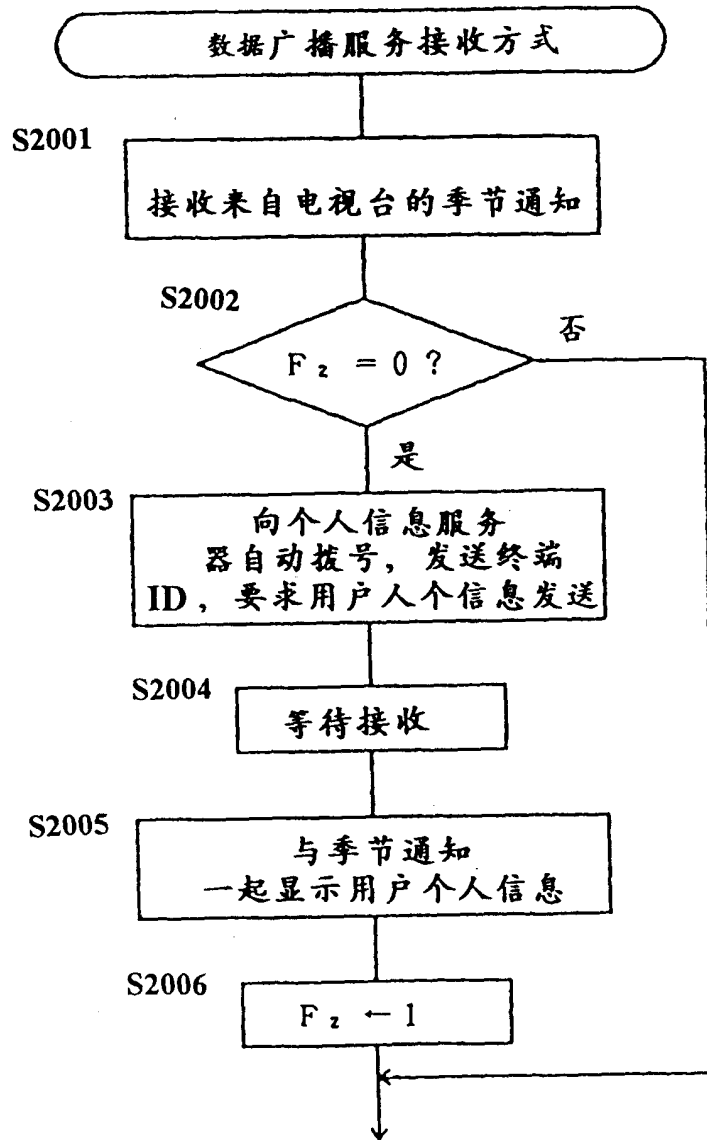 数据广播服务接收方式
S2001
接收来自电视台的季节通知
S2002
F₂ = 0 ?
否
是
S2003
向个人信息服务
器自动拨号，发送终端
ID，要求用户人个信息发送
S2004
等待接收
S2005
与季节通知
一起显示用户个人信息
S2006
F₂ ← 1